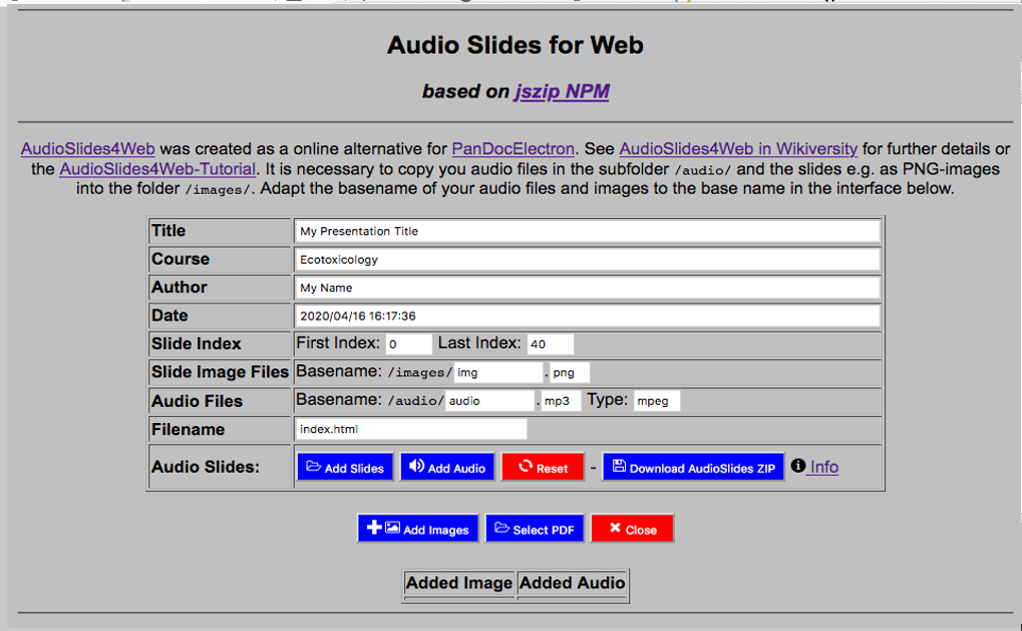 Audio Slides for Web
based on jszip NPM
AudioSlides4Web was created as a online alternative for PanDocElectron. See AudioSlides4Web in Wikiversity for further details or
the AudioSlides4Web-Tutorial. It is necessary to copy you audio files in the subfolder /audio/ and the slides e.g. as PNG-images
into the folder /images/. Adapt the basename of your audio files and images to the base name in the interface below.
Title My Presentation Title
Course Ecotoxicology
Author My Name
Date 2020/04/16 16:17:36
Slide Index First Index: 0 Last Index: 40
Slide Image Files Basename: /images/ img . png
Audio Files Basename: /audio/ audio . mp3 Type: mpeg
Filename index.html
Audio Slides: Add Slides Add Audio Reset - Download AudioSlides ZIP Info
Add Images Select PDF Close
Added Image Added Audio